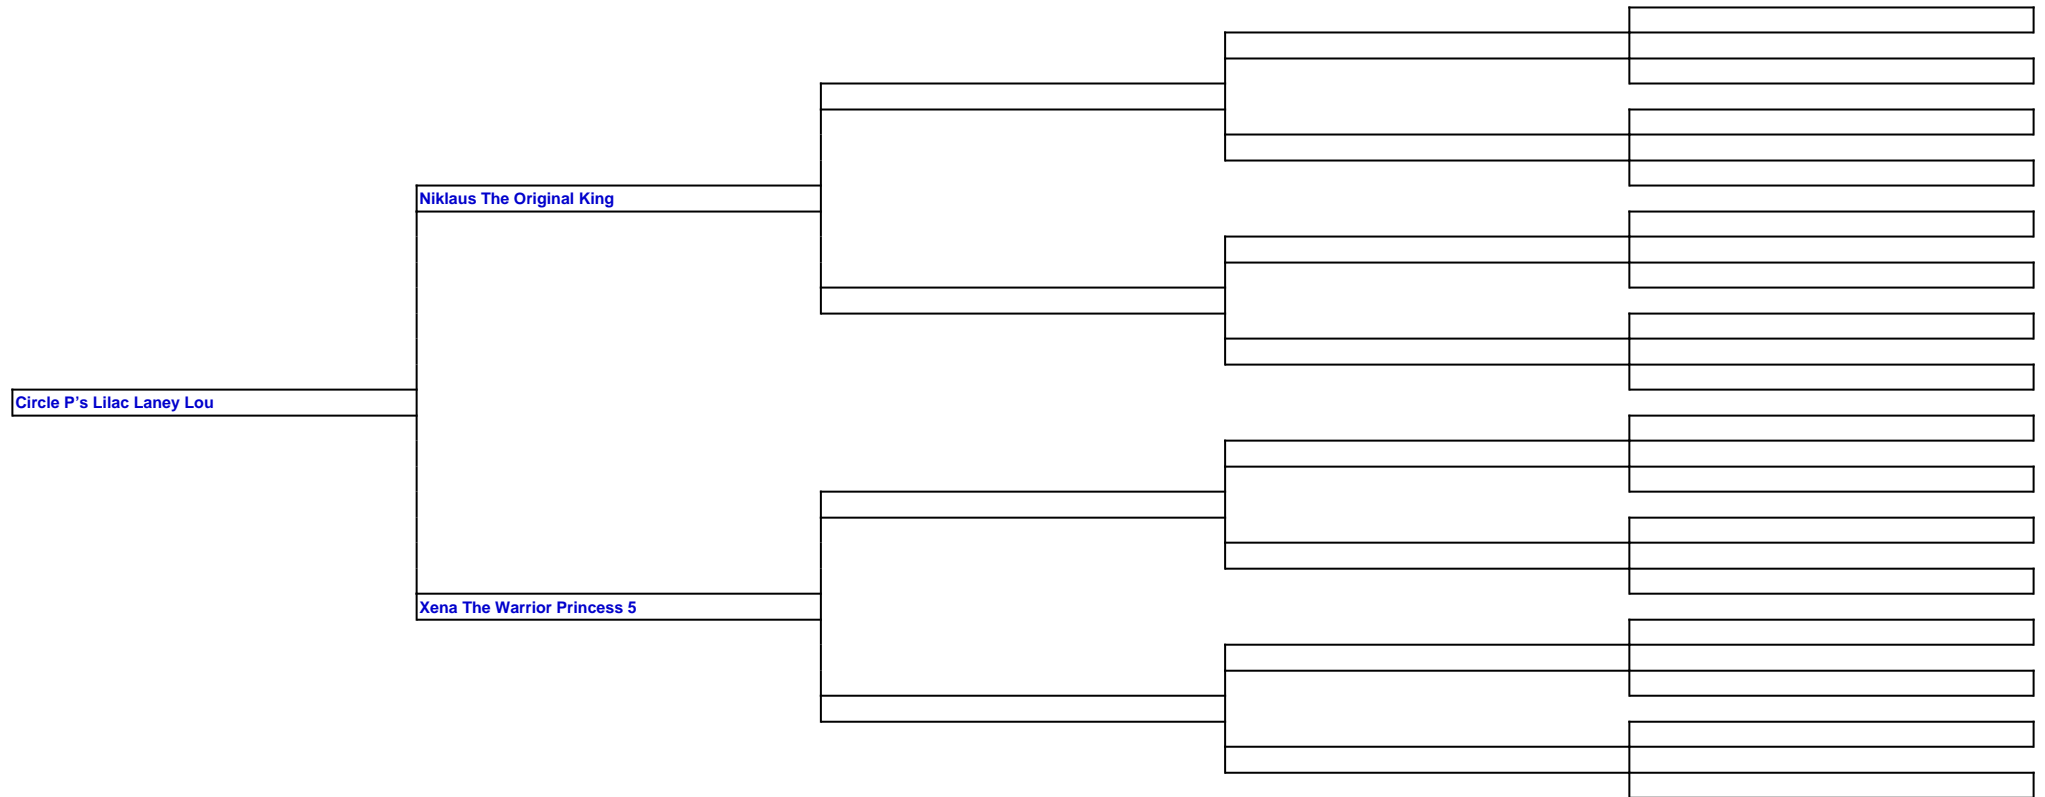 Niklaus The Original King
Circle P’s Lilac Laney Lou
Xena The Warrior Princess 5